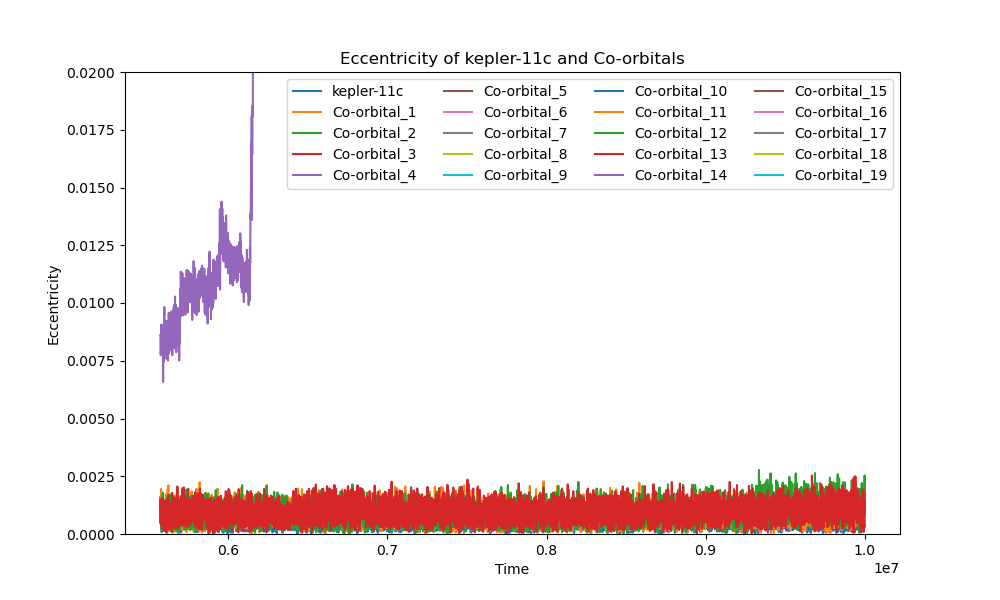 Eccentricity of kepler-11c and Co-orbitals
0.0200
0.0175
0.0150
0.0125
0.0100
0.0075
0.0050
0.0025
0.0000
Eccentricity
kepler-11c
Co-orbital_1
Co-orbital_2
Co-orbital_3
Co-orbital_4
Co-orbital_5
Co-orbital_6
Co-orbital_7
Co-orbital_8
Co-orbital_9
Co-orbital_10
Co-orbital_11
Co-orbital_12
Co-orbital_13
Co-orbital_14
Co-orbital_15
Co-orbital_16
Co-orbital_17
Co-orbital_18
Co-orbital_19
0.6 0.7 0.8 0.9 1.0
1e7
Time